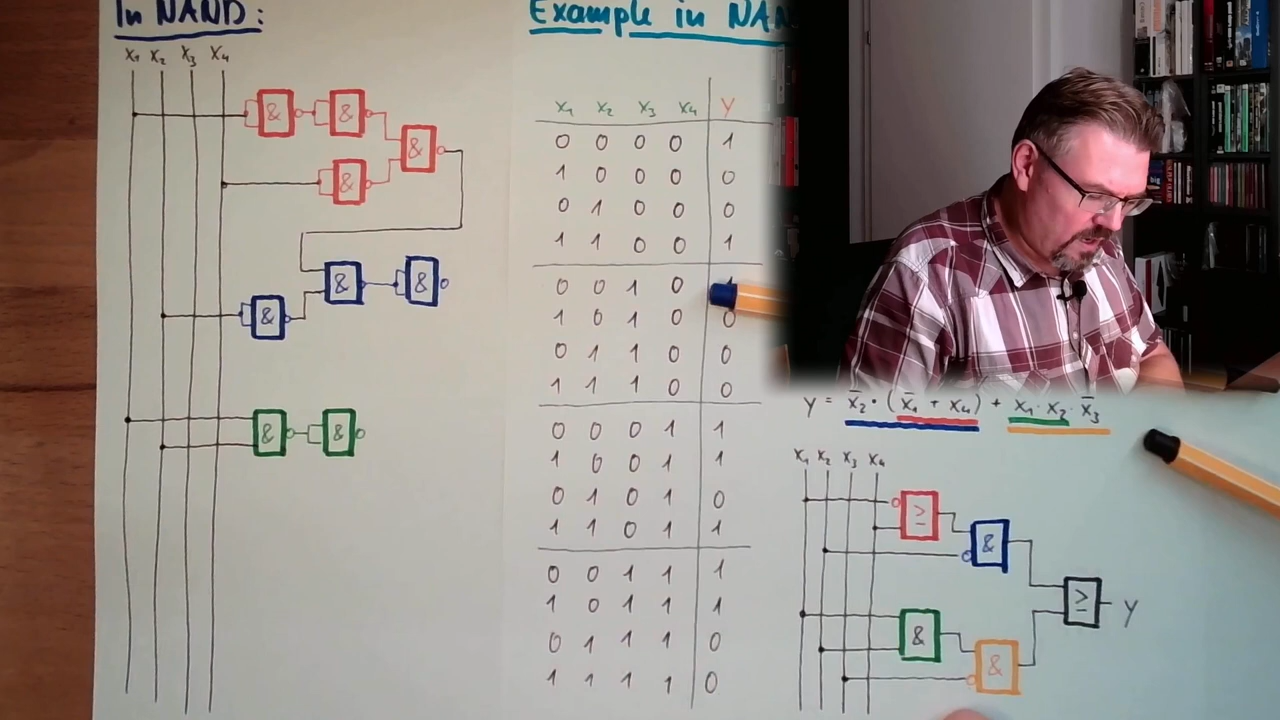 In NAND:
x₁ x₂ x₃ x₄
& &
&
&
& &
&
& &
Example in NAN
x₁ x₂ x₃ x₄ y
0 0 0 0 1
1 0 0 0 0
0 1 0 0 0
1 1 0 0 1
0 0 1 0 1
1 0 1 0 0
0 1 1 0 0
1 1 1 0 0
0 0 0 1 1
1 0 0 1 1
0 1 0 1 0
1 1 0 1 1
0 0 1 1 1
1 0 1 1 1
0 1 1 1 0
1 1 1 1 0
y = x̄₂ · (x̄₁ + x₄) + x₁ · x₂ · x̄₃
x₁ x₂ x₃ x₄
≥
&
≥ y
&
&